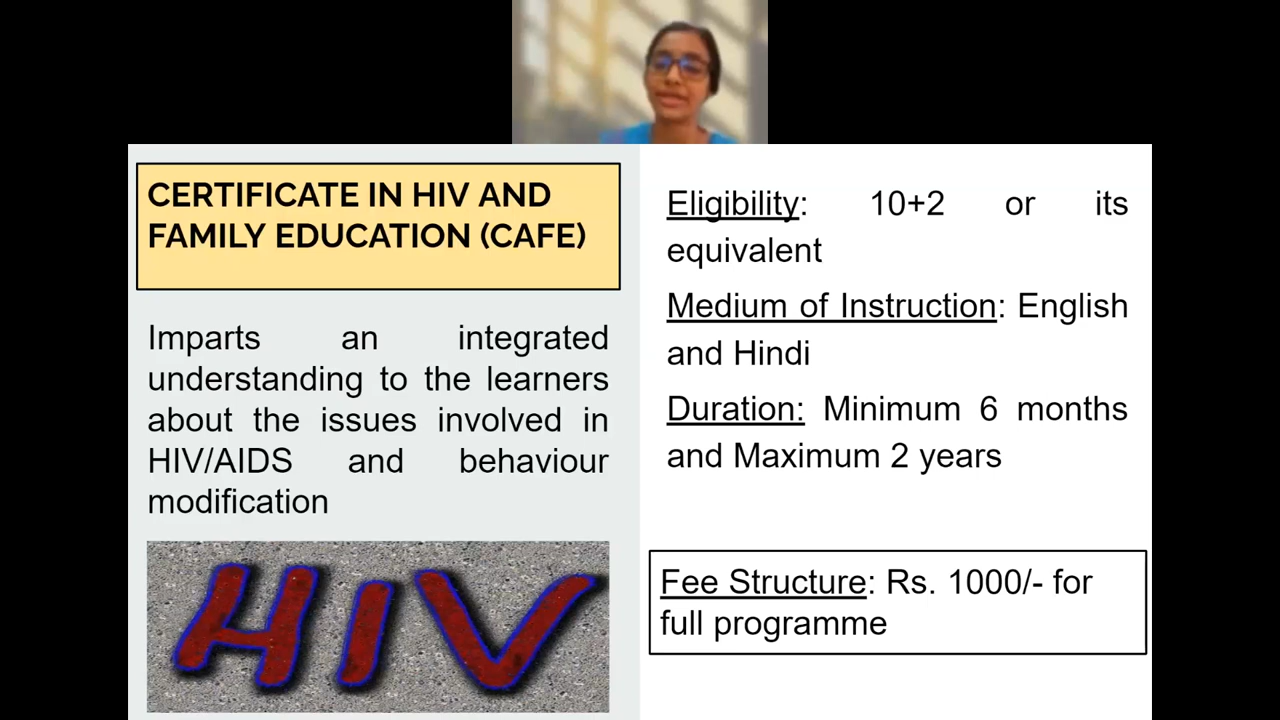 CERTIFICATE IN HIV AND
FAMILY EDUCATION (CAFE)
Imparts an integrated
understanding to the learners
about the issues involved in
HIV/AIDS and behaviour
modification
HIV
Eligibility: 10+2 or its
equivalent
Medium of Instruction: English
and Hindi
Duration: Minimum 6 months
and Maximum 2 years
Fee Structure: Rs. 1000/- for
full programme